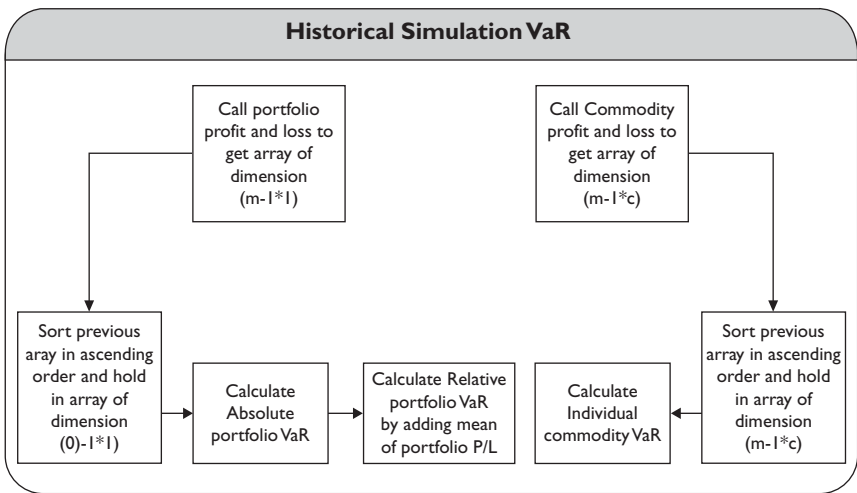 Historical Simulation VaR
Call portfolio
profit and loss to
get array of
dimension
(m-1*1)
Call Commodity
profit and loss to
get array of
dimension
(m-1*c)
Sort previous
aray in ascending
order and hold
in array of
dimension
(0)-1*1)
Calculate
Absolute
portfolio VaR
Calculate Relative
portfolio VaR
by adding mean
of portfolio P/L
Calculate
Individual
commodity VaR
Sort previous
array in ascending
order and hold
in array of
dimension
(m-1*c)